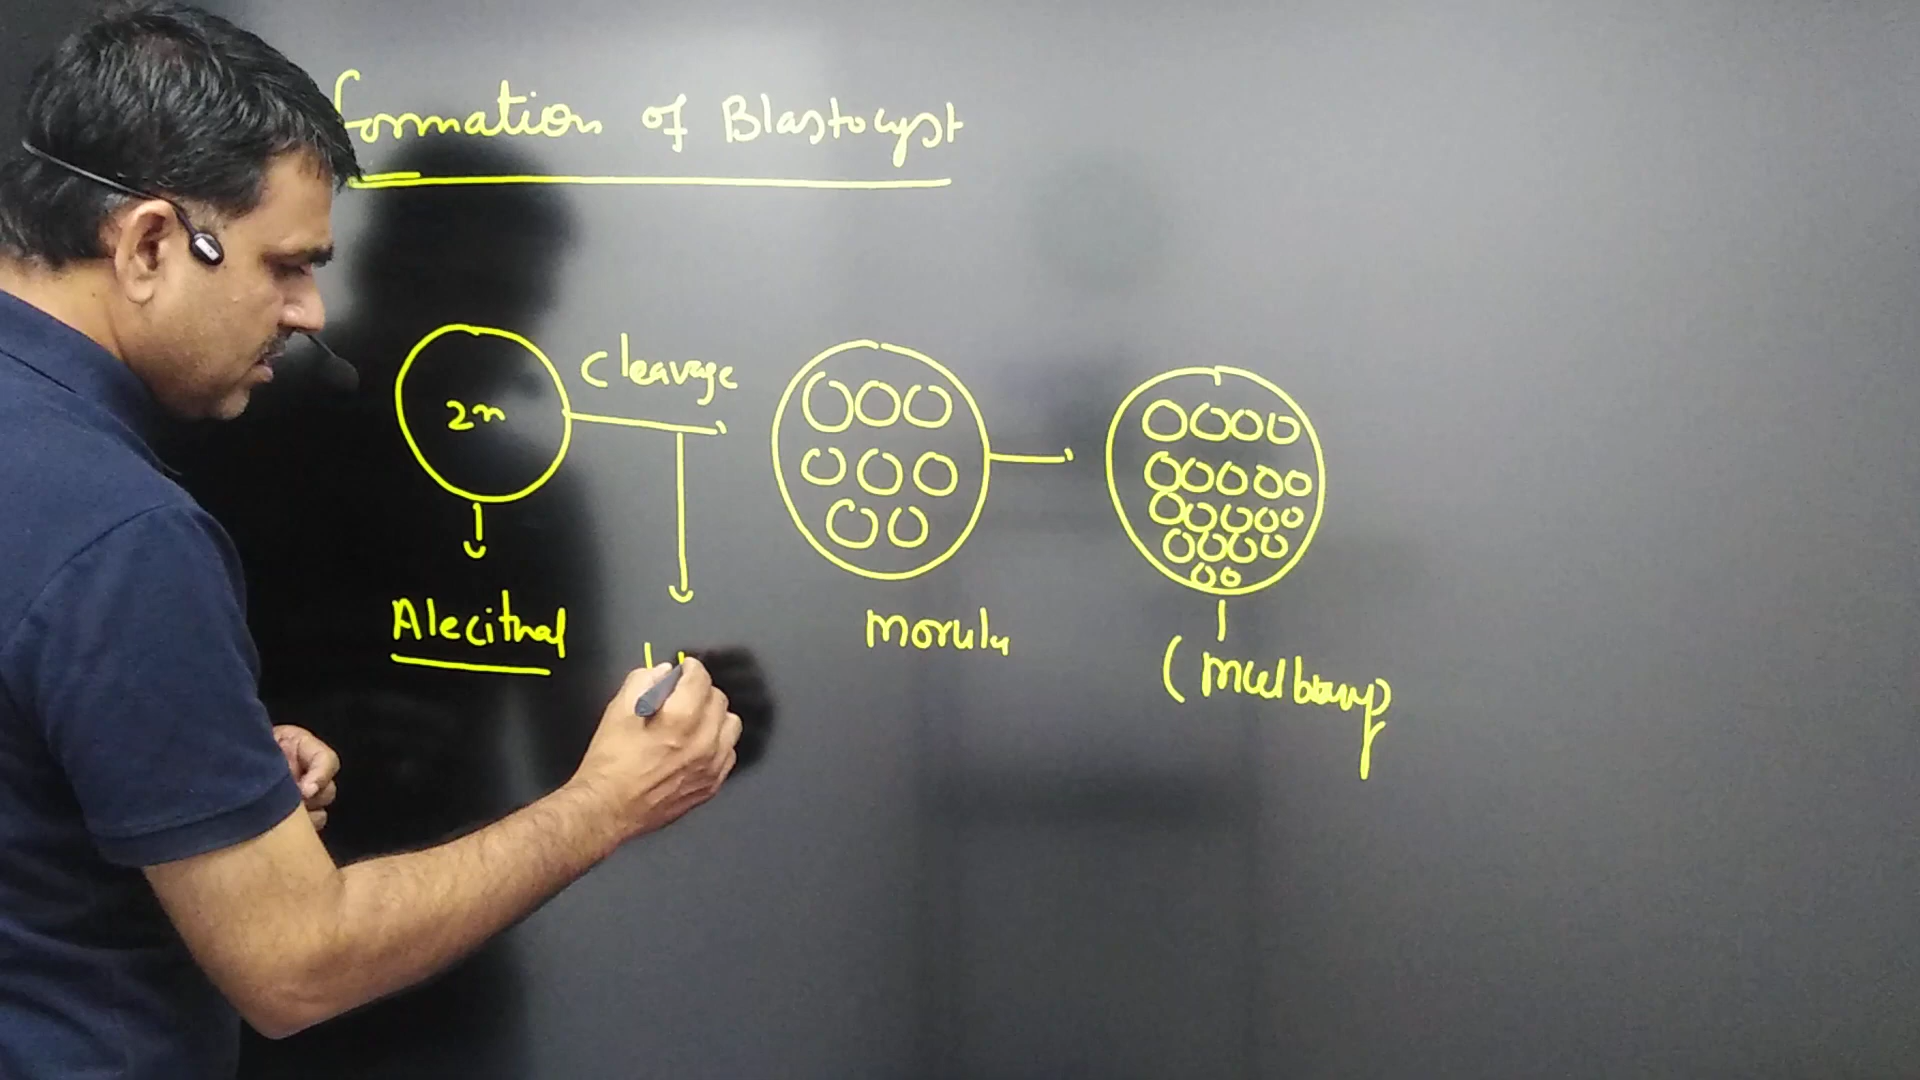 Formation of Blastocyst
Cleavage
2n
Alecithal
Morula
(Mulberry